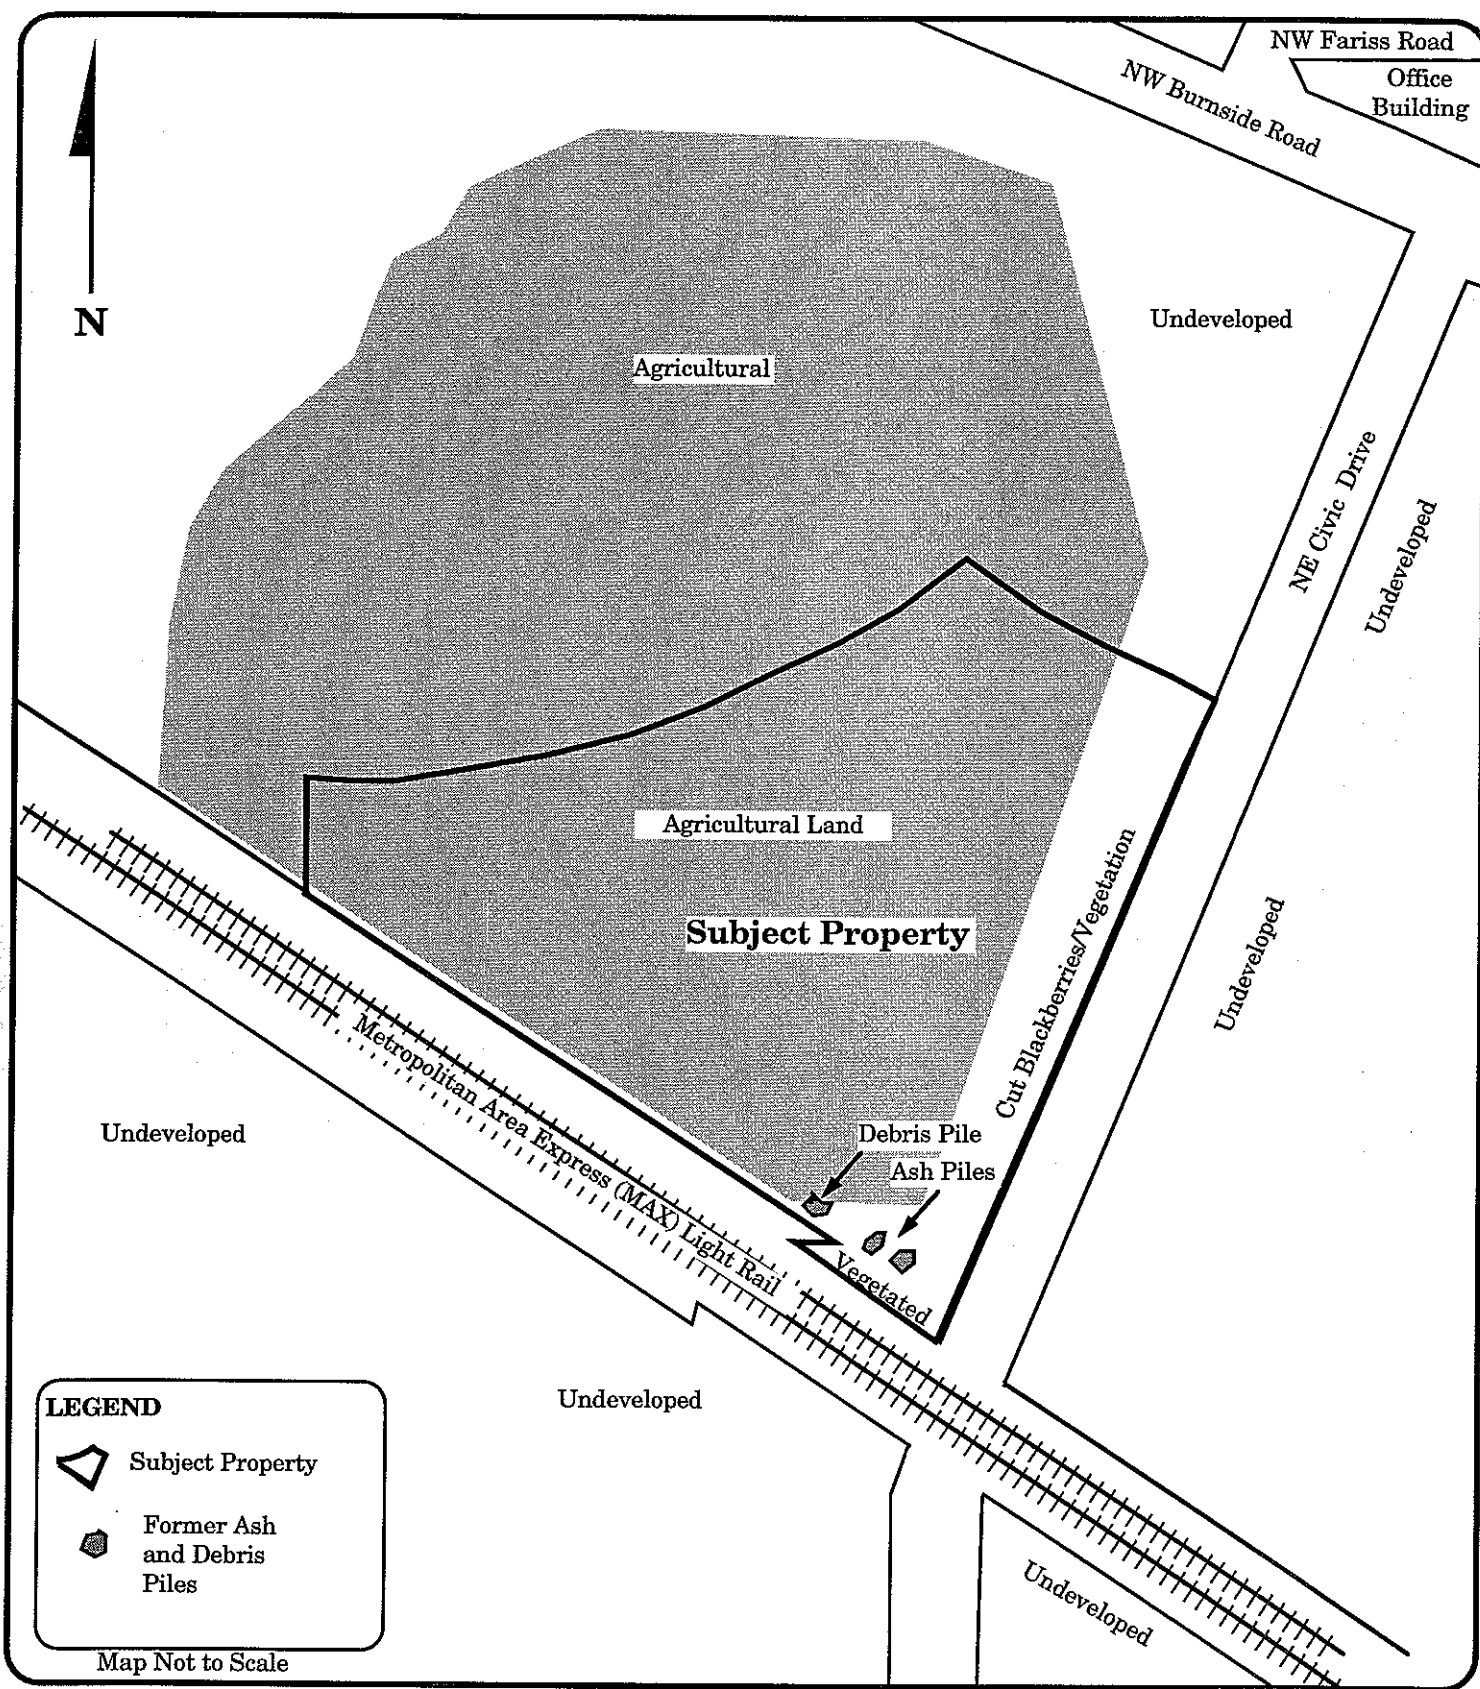 NW Fariss Road
Office
Building
NW Burnside Road
N
Undeveloped
Agricultural
NE Civic Drive
Undeveloped
Agricultural Land
Subject Property
Cut Blackberries/Vegetation
Undeveloped
Metropolitan Area Express (MAX) Light Rail
Undeveloped
Debris Pile
Ash Piles
Vegetated
Undeveloped
LEGEND
Subject Property
Former Ash
and Debris
Piles
Undeveloped
Map Not to Scale